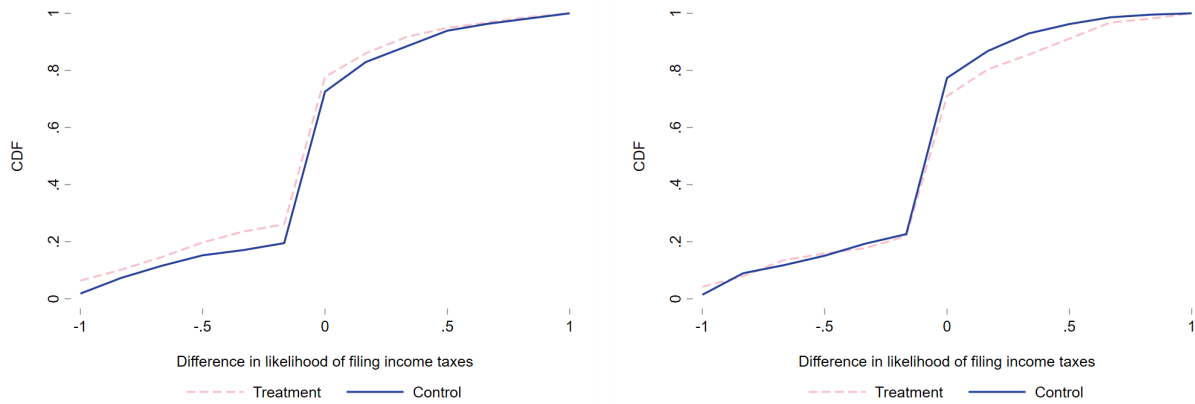 CDF
1
.8
.6
.4
.2
0
-1 -.5 0 .5 1
Difference in likelihood of filing income taxes
Treatment Control
CDF
1
.8
.6
.4
.2
0
-1 -.5 0 .5 1
Difference in likelihood of filing income taxes
Treatment Control